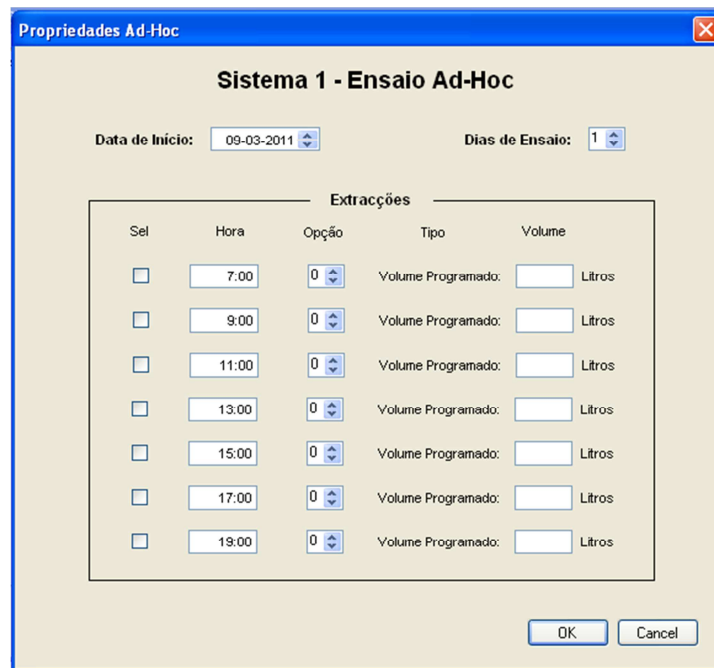 Propriedades Ad-Hoc
Sistema 1 - Ensaio Ad-Hoc
Data de Início: 09-03-2011 Dias de Ensaio: 1
Extracções
Sel Hora Opção Tipo Volume
7:00 0 Volume Programado: Litros
9:00 0 Volume Programado: Litros
11:00 0 Volume Programado: Litros
13:00 0 Volume Programado: Litros
15:00 0 Volume Programado: Litros
17:00 0 Volume Programado: Litros
19:00 0 Volume Programado: Litros
OK Cancel